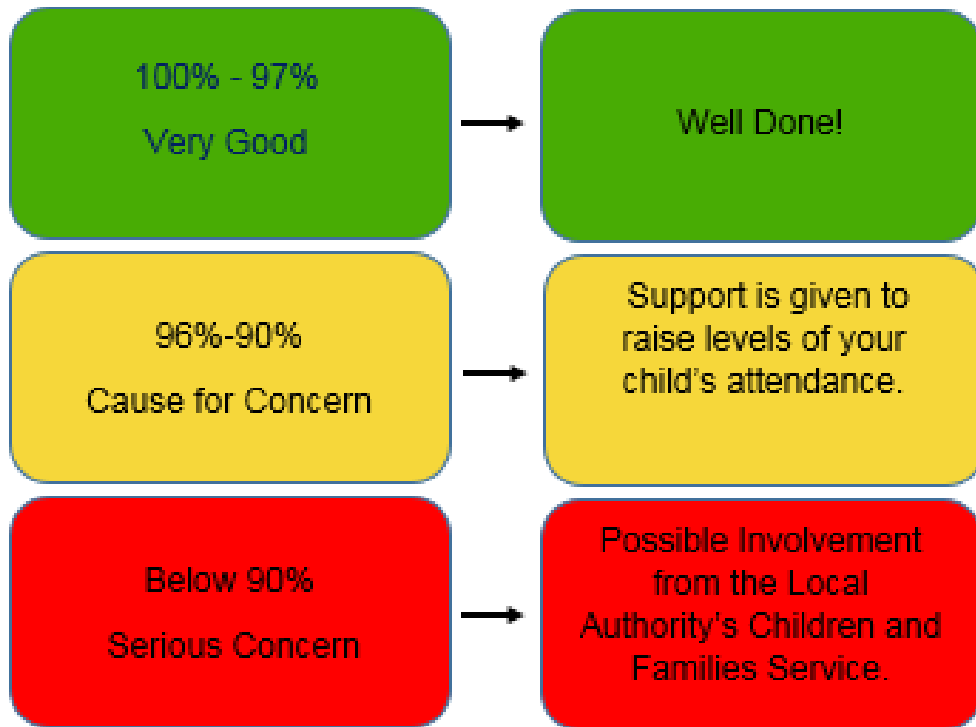 100% - 97%
Very Good
Well Done!
96%-90%
Cause for Concern
Support is given to
raise levels of your
child's attendance.
Below 90%
Serious Concern
Possible Involvement
from the Local
Authority's Children and
Families Service.